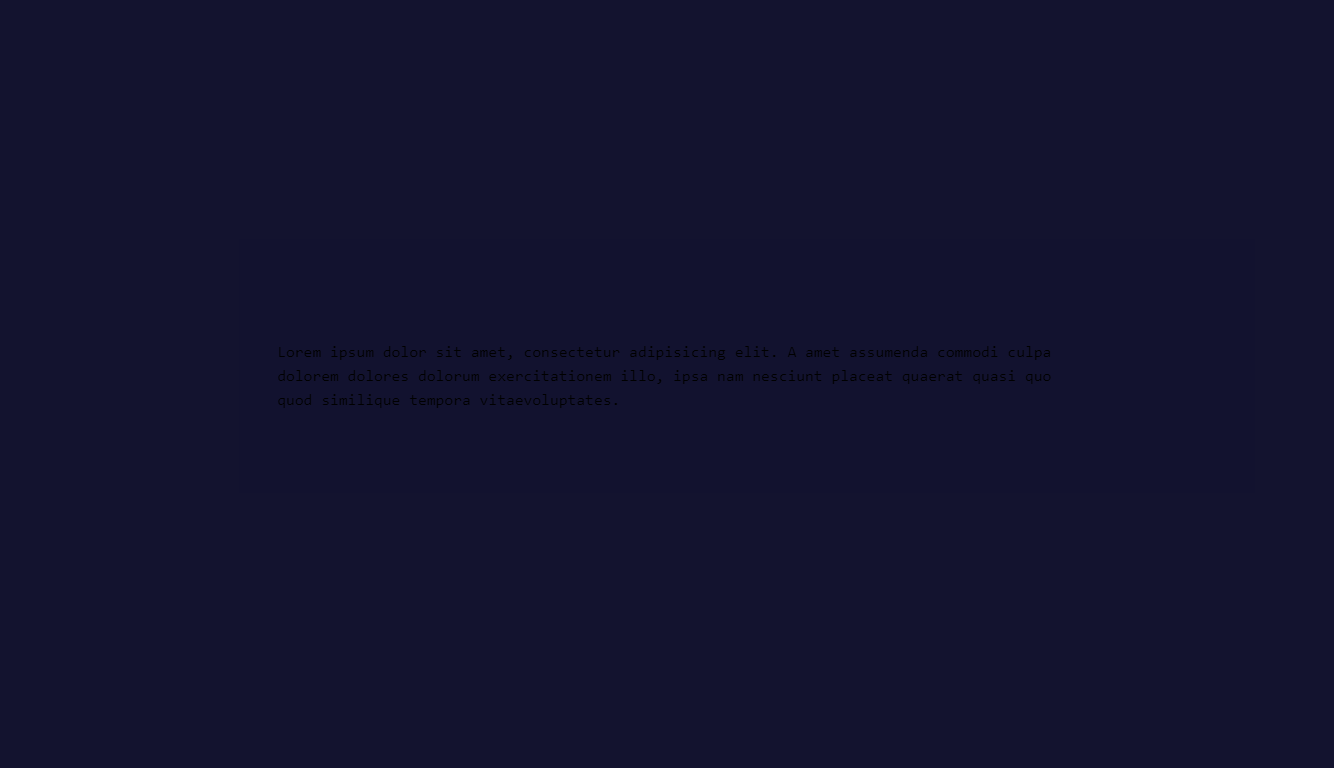 Lorem ipsum dolor sit amet, consectetur adipisicing elit. A amet assumenda commodi culpa
dolorem dolores dolorum exercitationem illo, ipsa nam nesciunt placeat quaerat quasi quo
quod similique tempora vitaevoluptates.